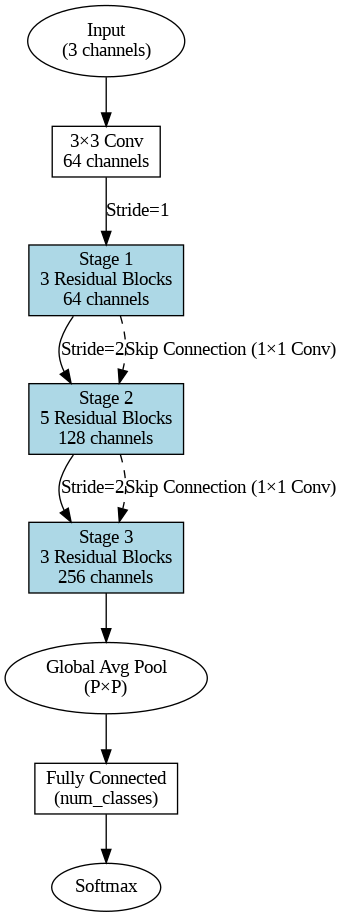 Input
(3 channels)
3×3 Conv
64 channels
Stride=1
Stage 1
3 Residual Blocks
64 channels
Stride=2
Skip Connection (1×1 Conv)
Stage 2
5 Residual Blocks
128 channels
Stride=2
Skip Connection (1×1 Conv)
Stage 3
3 Residual Blocks
256 channels
Global Avg Pool
(P×P)
Fully Connected
(num_classes)
Softmax